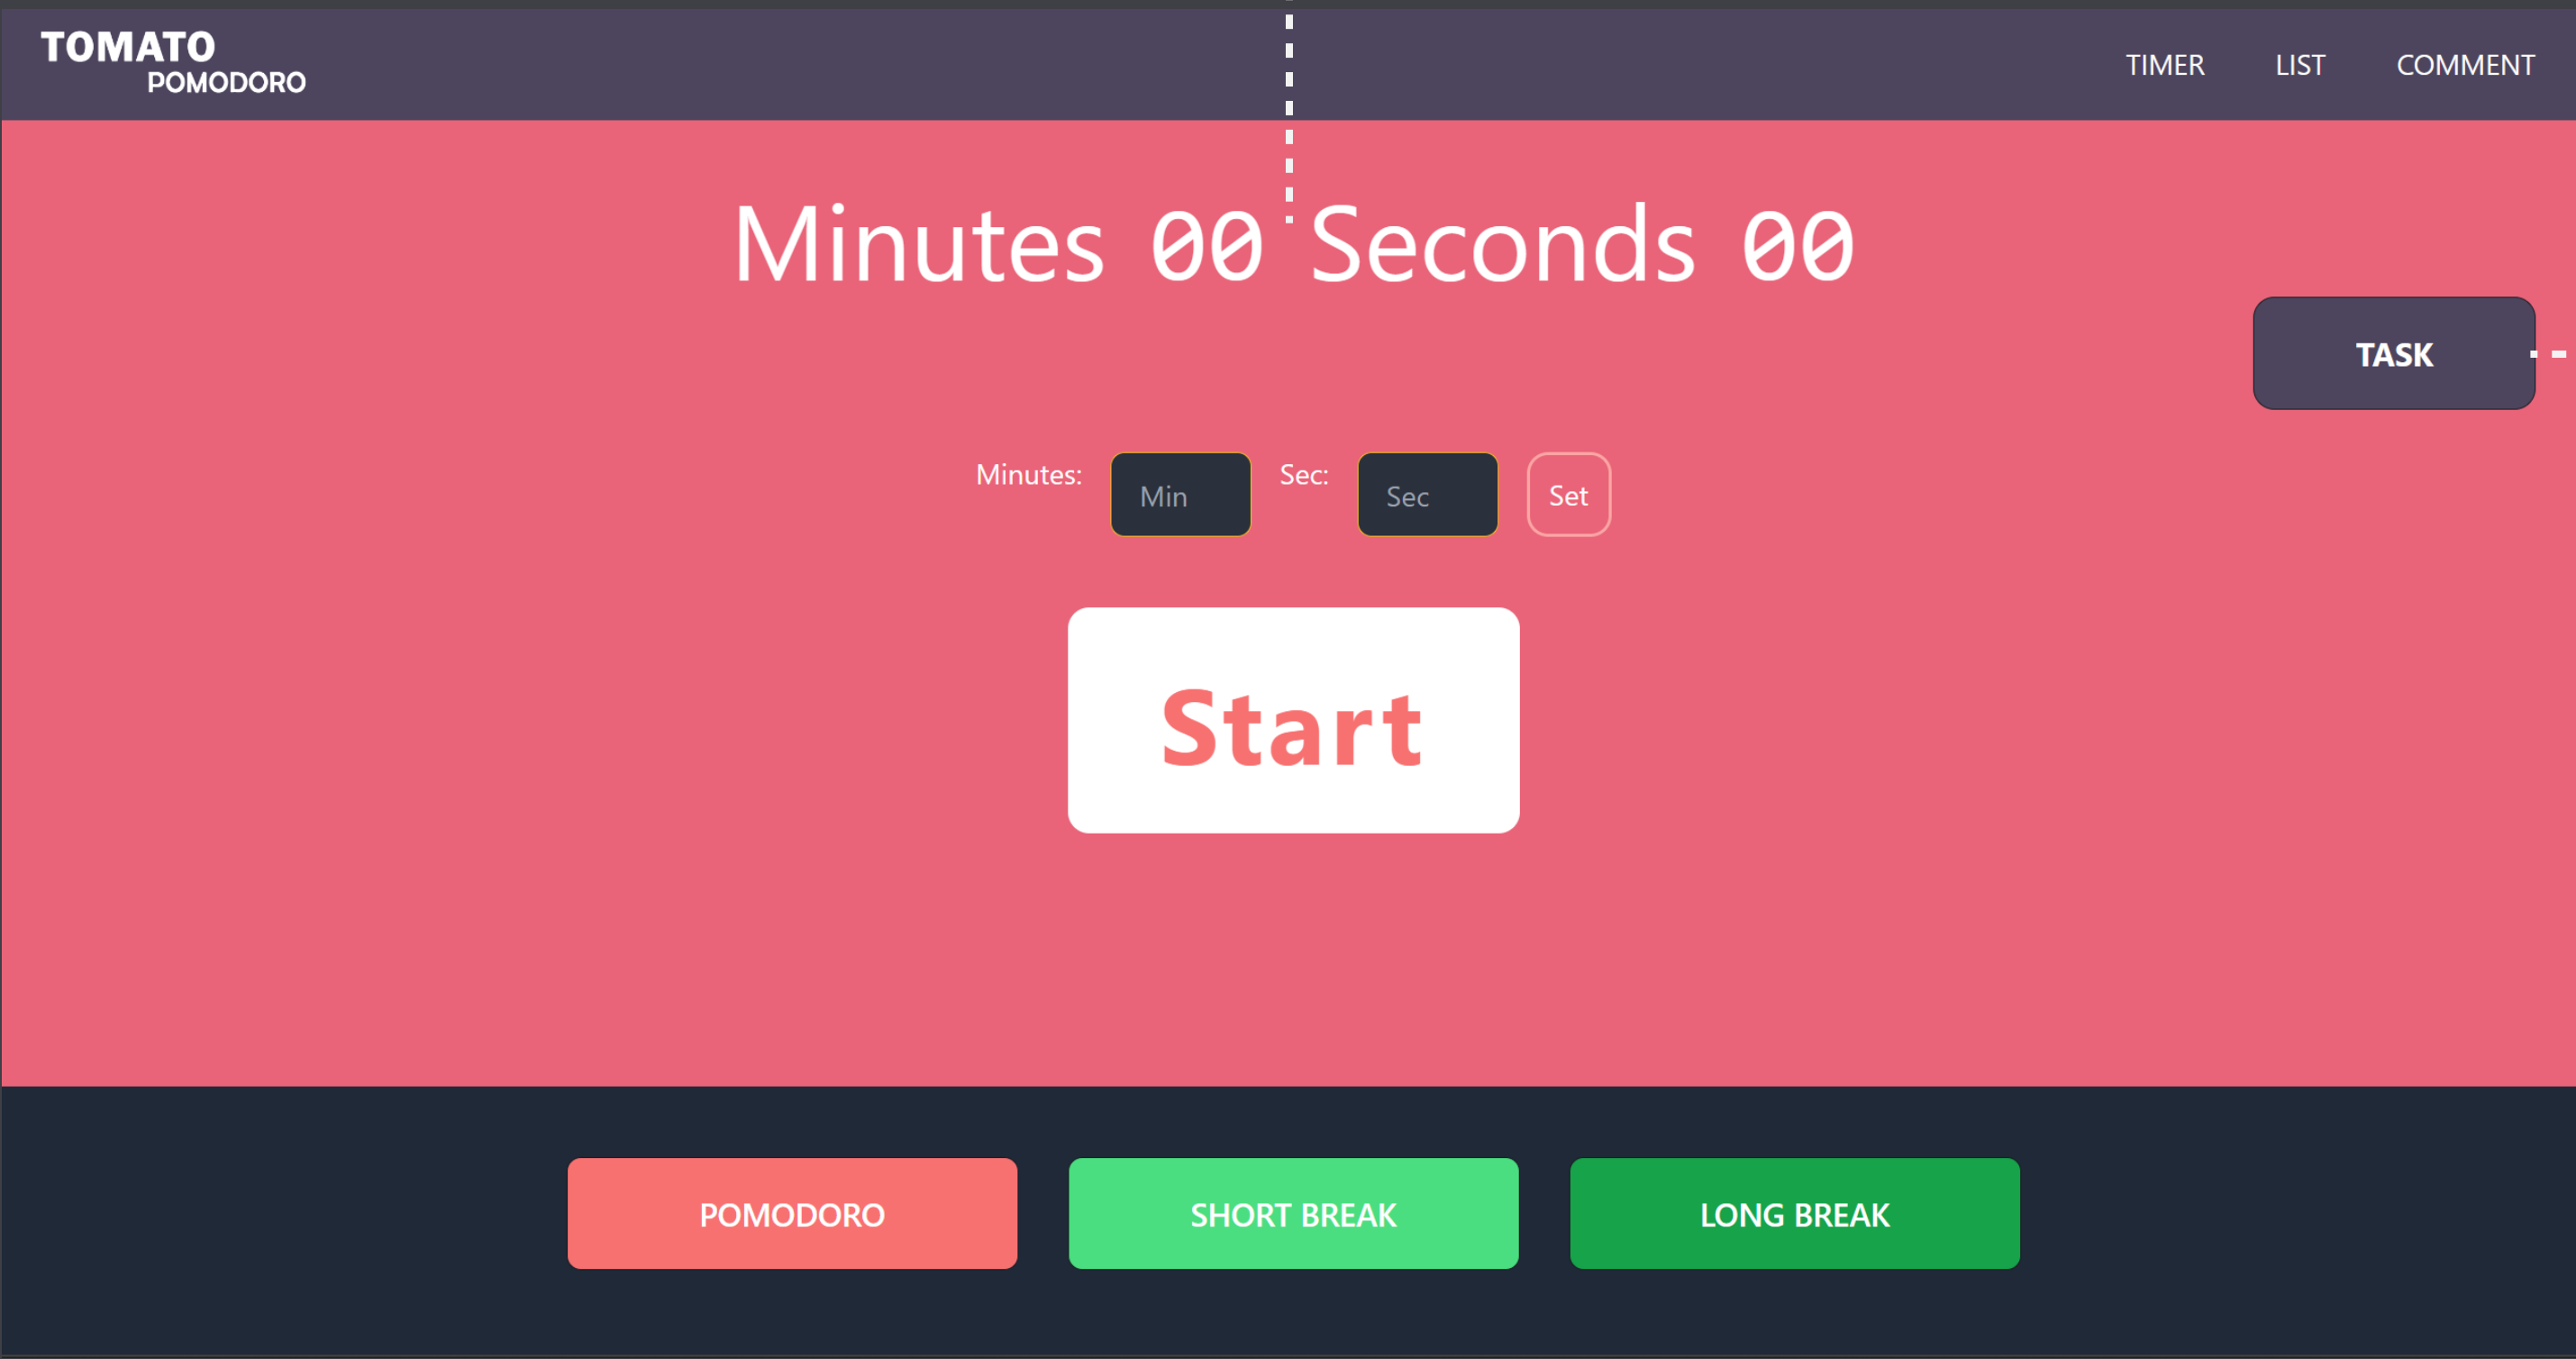 TOMATO
POMODORO
TIMER LIST COMMENT
Minutes 00 Seconds 00
TASK
Minutes: Min Sec: Sec Set
Start
POMODORO SHORT BREAK LONG BREAK